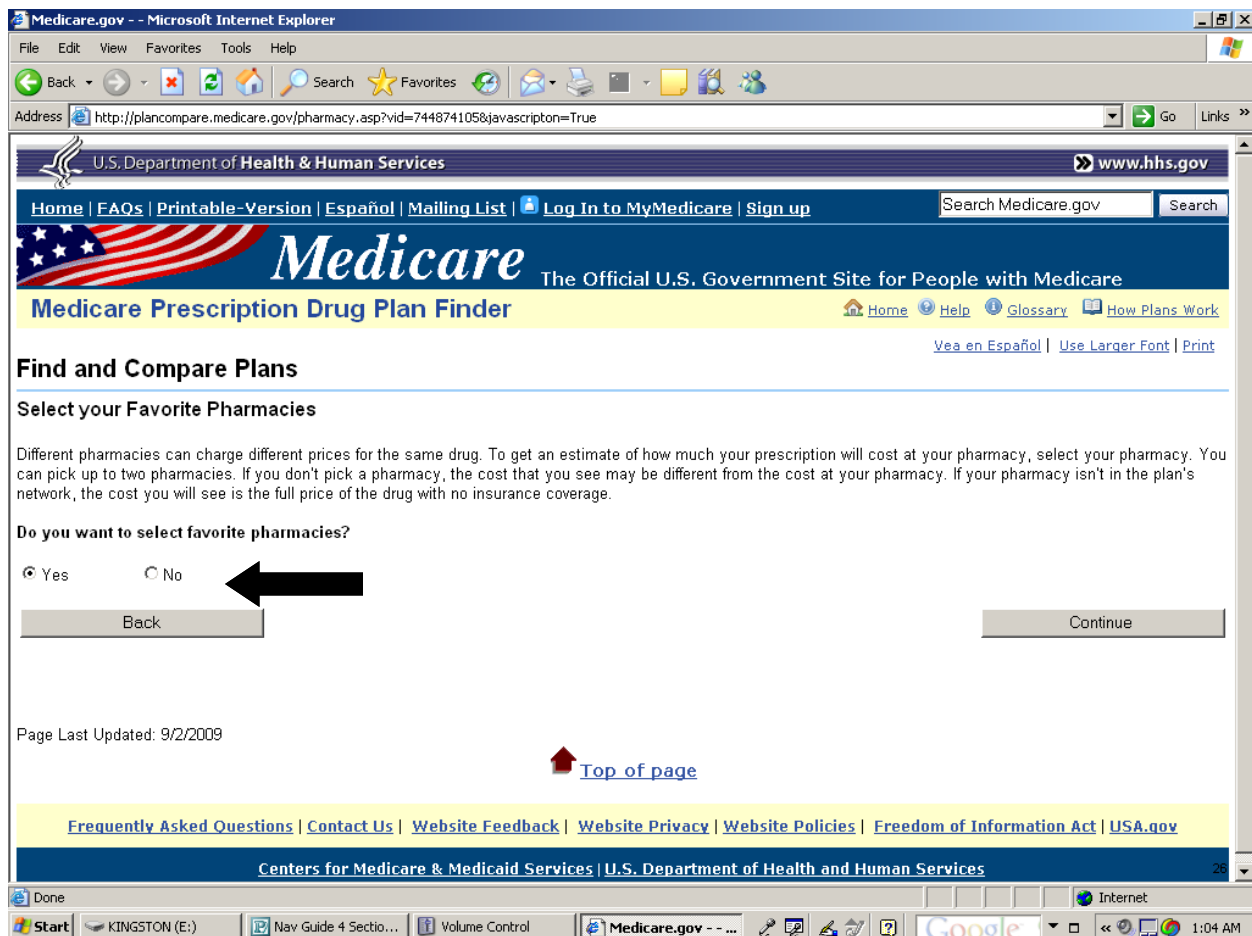 Medicare.gov - - Microsoft Internet Explorer
File Edit View Favorites Tools Help
Back Search Favorites
Address http://plancompare.medicare.gov/pharmacy.asp?vid=744874105&javascripton=True Go Links »
U.S. Department of Health & Human Services www.hhs.gov
Home | FAQs | Printable-Version | Español | Mailing List | Log In to MyMedicare | Sign up Search Medicare.gov Search
Medicare The Official U.S. Government Site for People with Medicare
Medicare Prescription Drug Plan Finder Home Help Glossary How Plans Work
Vea en Español | Use Larger Font | Print
Find and Compare Plans
Select your Favorite Pharmacies
Different pharmacies can charge different prices for the same drug. To get an estimate of how much your prescription will cost at your pharmacy, select your pharmacy. You
can pick up to two pharmacies. If you don't pick a pharmacy, the cost that you see may be different from the cost at your pharmacy. If your pharmacy isn't in the plan's
network, the cost you will see is the full price of the drug with no insurance coverage.
Do you want to select favorite pharmacies?
Yes No
Back Continue
Page Last Updated: 9/2/2009
Top of page
Frequently Asked Questions | Contact Us | Website Feedback | Website Privacy | Website Policies | Freedom of Information Act | USA.gov
Centers for Medicare & Medicaid Services | U.S. Department of Health and Human Services 26
Done Internet
Start KINGSTON (E:) Nav Guide 4 Sectio... Volume Control Medicare.gov - - ... Google « 1:04 AM